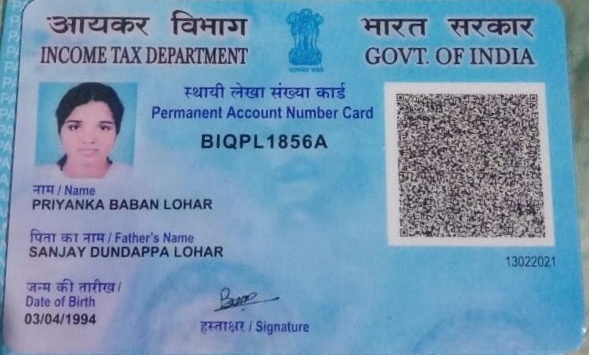 आयकर विभाग
INCOME TAX DEPARTMENT
भारत सरकार
GOVT. OF INDIA
स्थायी लेखा संख्या कार्ड
Permanent Account Number Card
BIQPL1856A
नाम / Name
PRIYANKA BABAN LOHAR
पिता का नाम / Father's Name
SANJAY DUNDAPPA LOHAR
जन्म की तारीख /
Date of Birth
03/04/1994
हस्ताक्षर / Signature
13022021